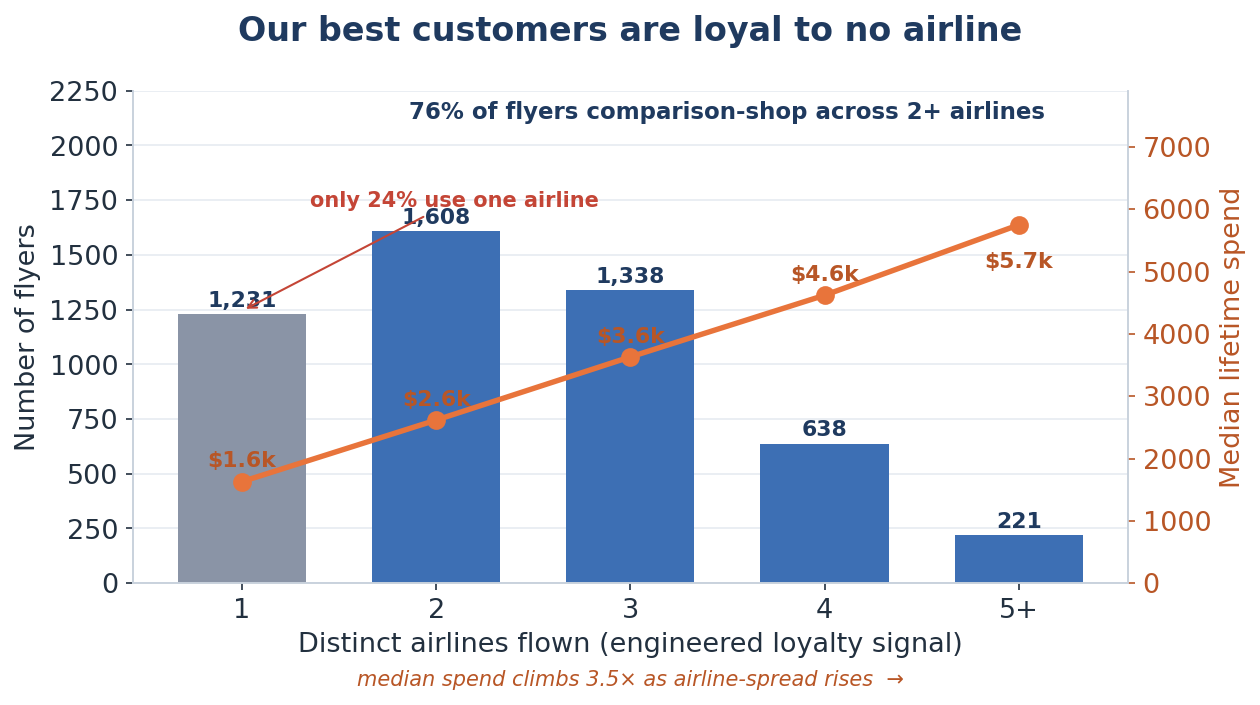 Our best customers are loyal to no airline
76% of flyers comparison-shop across 2+ airlines
only 24% use one airline
Number of flyers
2250
2000
1750
1500
1250
1000
750
500
250
0
1,231
1,608
1,338
638
221
$1.6k
$2.6k
$3.6k
$4.6k
$5.7k
7000
6000
5000
4000
3000
2000
1000
0
Median lifetime spend
1 2 3 4 5+
Distinct airlines flown (engineered loyalty signal)
median spend climbs 3.5× as airline-spread rises →